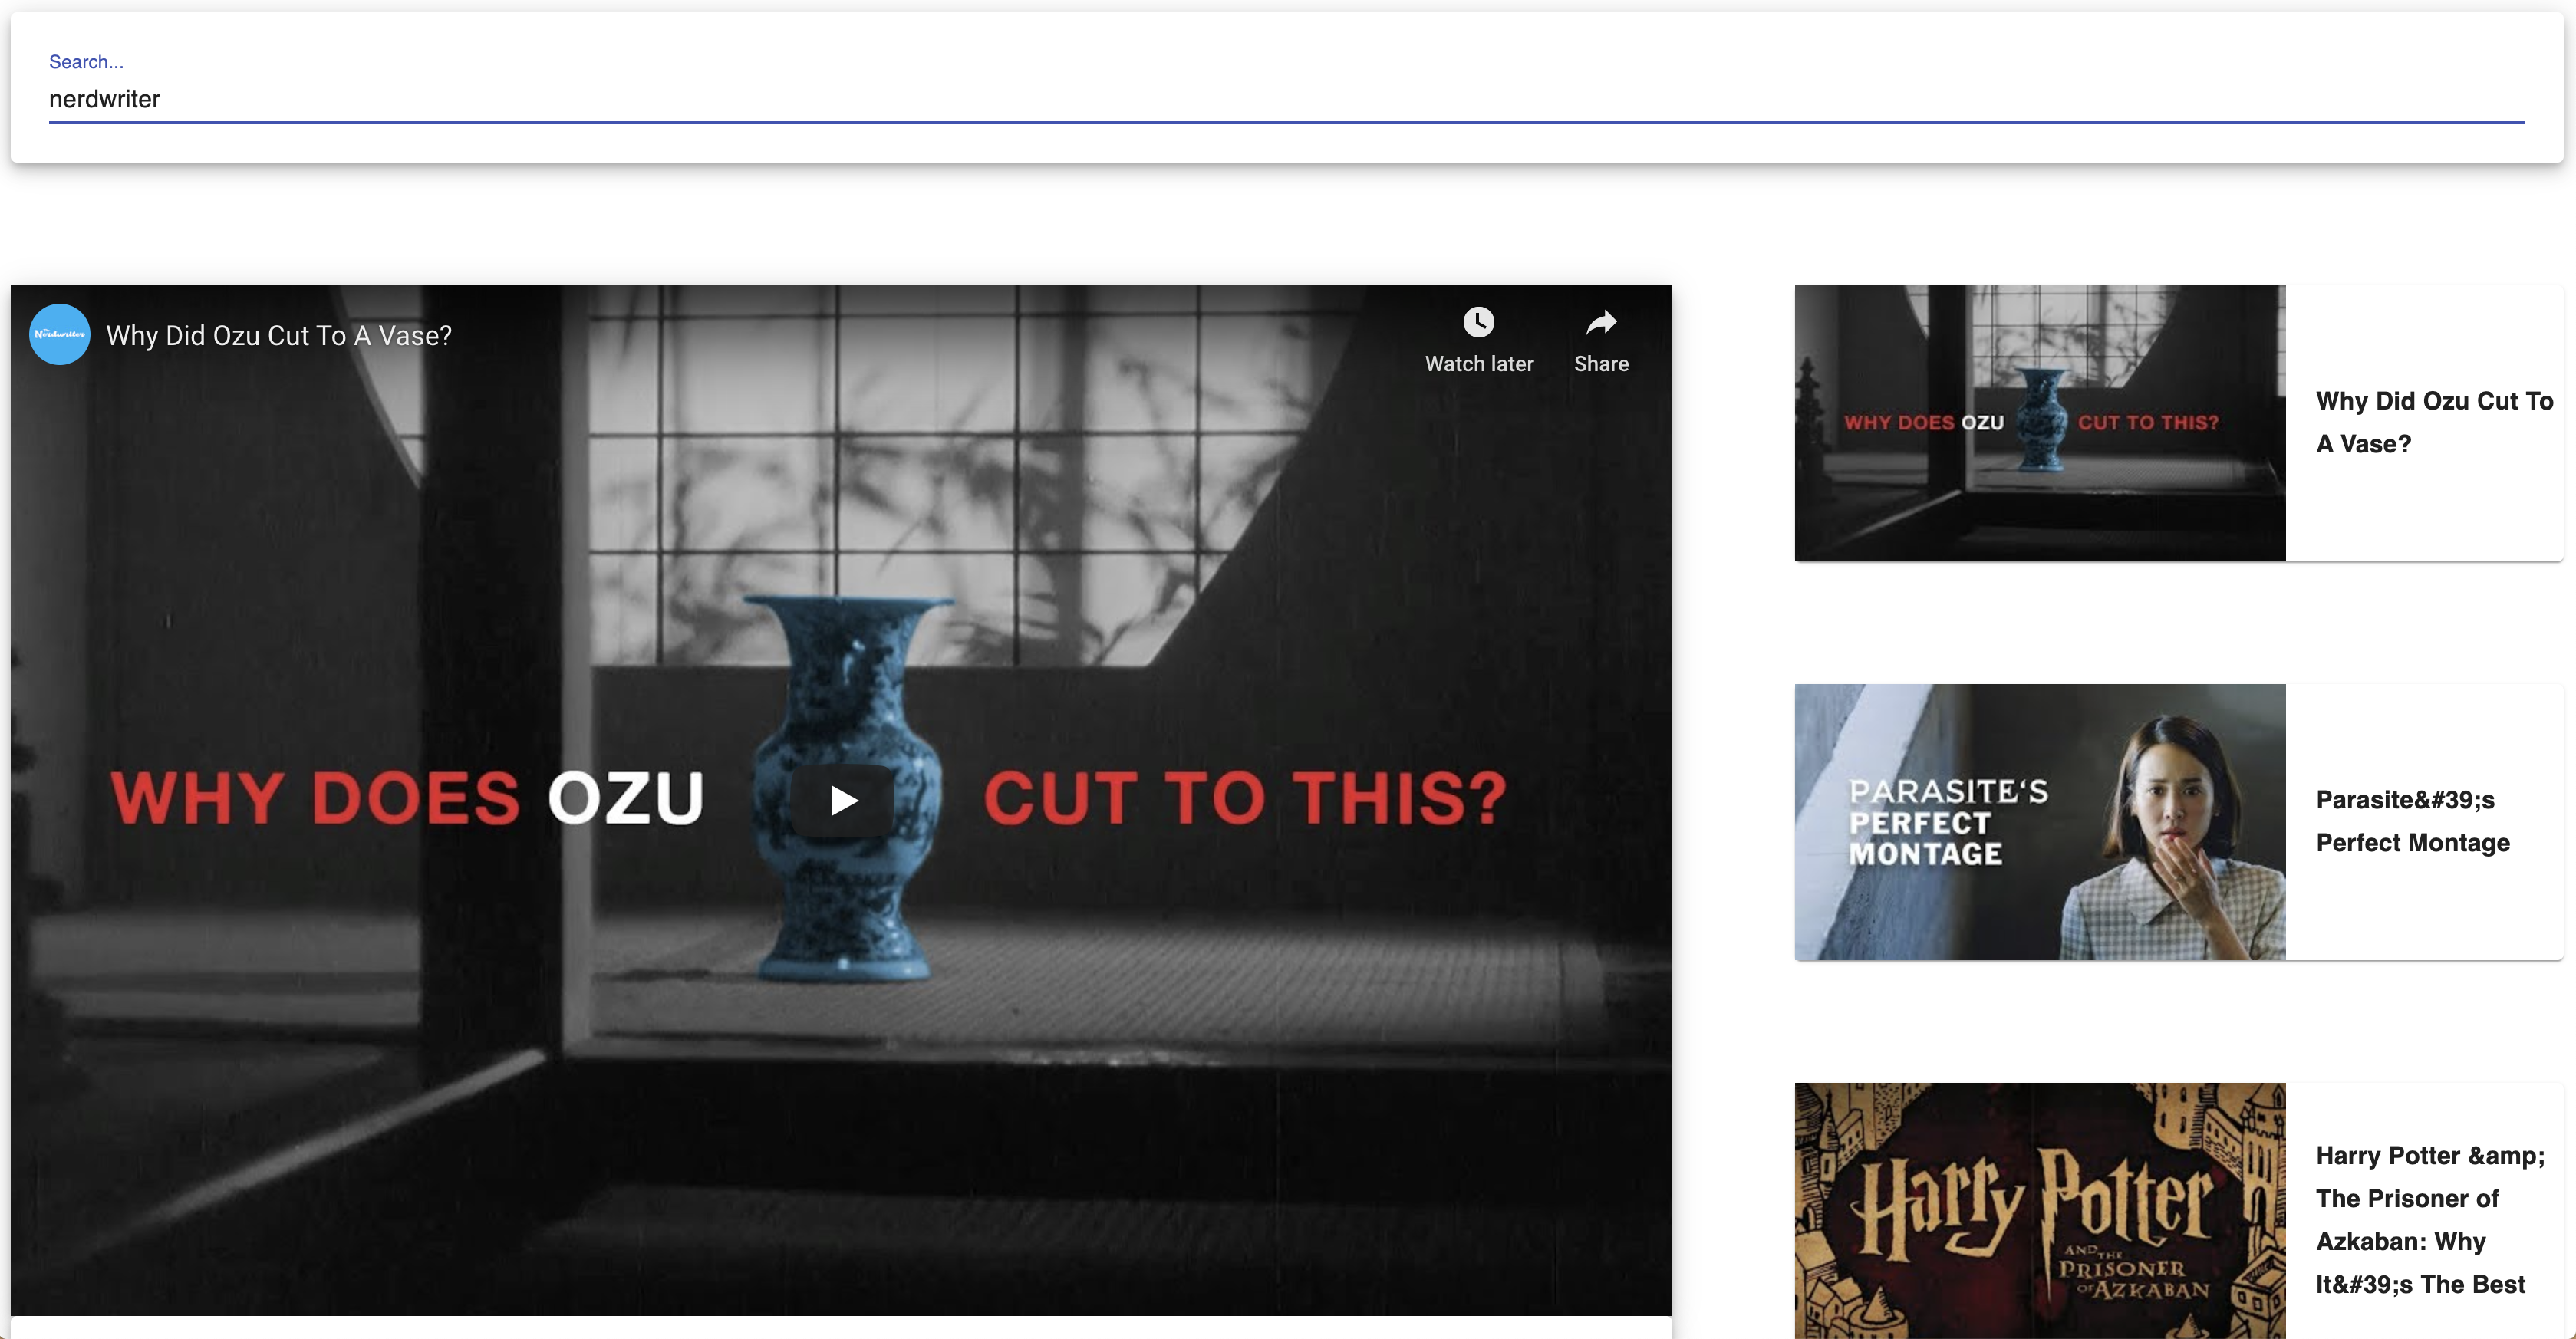 Search...
nerdwriter
Nerdwriter
Why Did Ozu Cut To A Vase?
Watch later
Share
WHY DOES OZU CUT TO THIS?
WHY DOES OZU CUT TO THIS?
Why Did Ozu Cut To
A Vase?
PARASITE'S
PERFECT
MONTAGE
Parasite&#39;s
Perfect Montage
Harry Potter
AND THE
PRISONER
OF AZKABAN
Harry Potter &amp;
The Prisoner of
Azkaban: Why
It&#39;s The Best